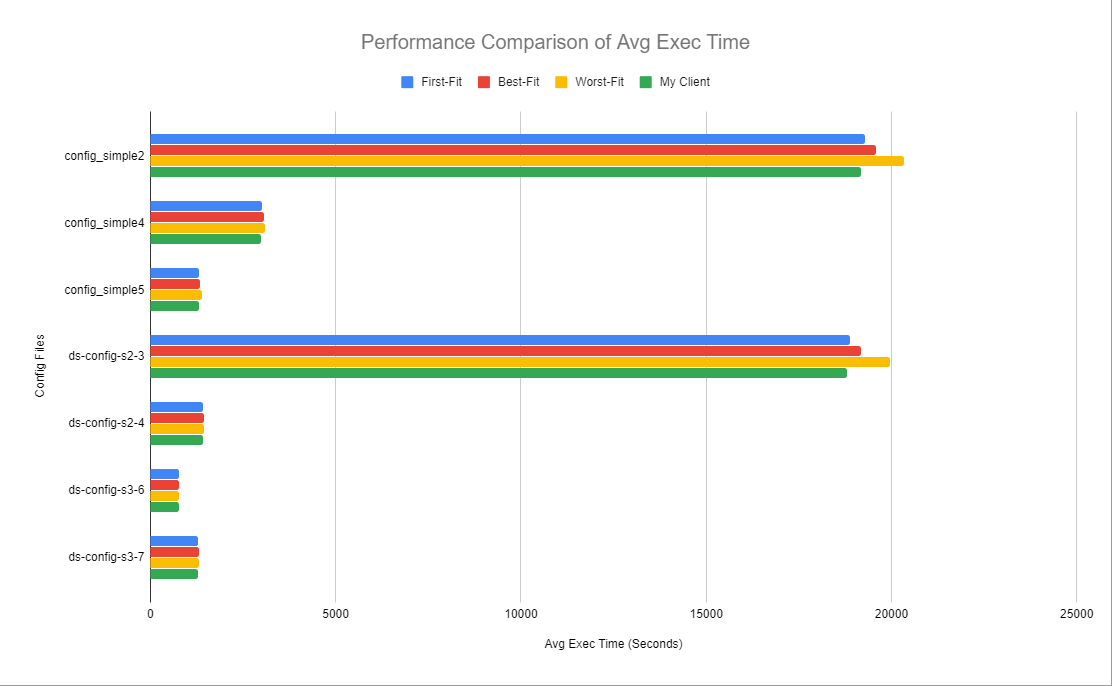 Performance Comparison of Avg Exec Time
First-Fit Best-Fit Worst-Fit My Client
Config Files
config_simple2
config_simple4
config_simple5
ds-config-s2-3
ds-config-s2-4
ds-config-s3-6
ds-config-s3-7
0 5000 10000 15000 20000 25000
Avg Exec Time (Seconds)